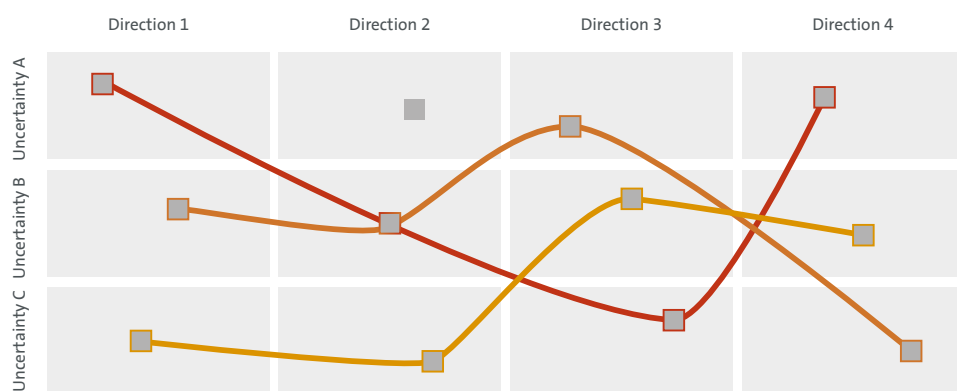 Direction 1
Direction 2
Direction 3
Direction 4
Uncertainty A
Uncertainty B
Uncertainty C